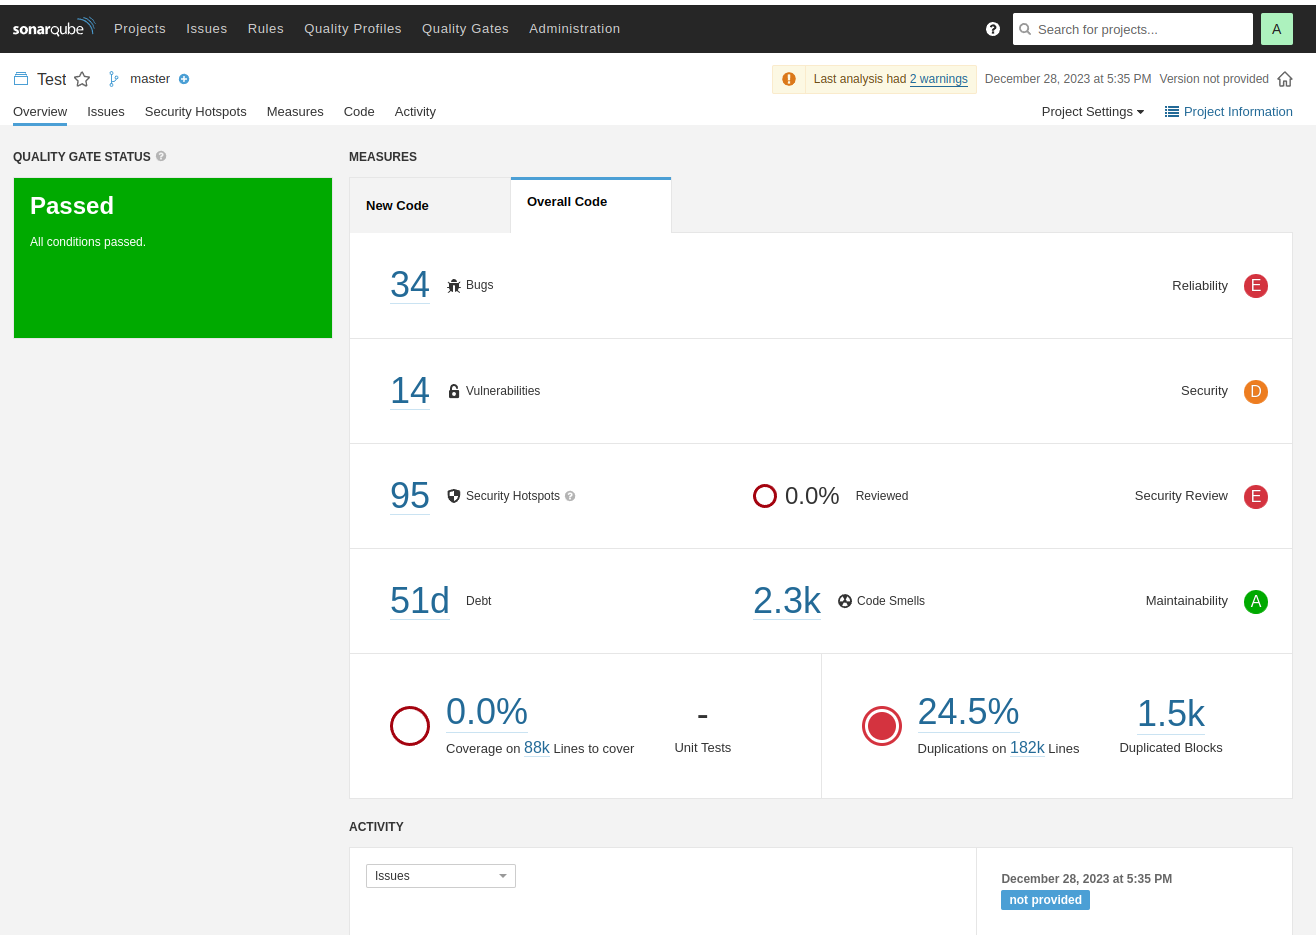 sonarqube Projects Issues Rules Quality Profiles Quality Gates Administration ? Search for projects... A
Test master Last analysis had 2 warnings December 28, 2023 at 5:35 PM Version not provided
Overview Issues Security Hotspots Measures Code Activity Project Settings Project Information
QUALITY GATE STATUS ?
Passed
All conditions passed.
MEASURES
New Code Overall Code
34 Bugs Reliability E
14 Vulnerabilities Security D
95 Security Hotspots ? 0.0% Reviewed Security Review E
51d Debt 2.3k Code Smells Maintainability A
0.0% - 24.5% 1.5k
Coverage on 88k Lines to cover Unit Tests Duplications on 182k Lines Duplicated Blocks
ACTIVITY
Issues
December 28, 2023 at 5:35 PM
not provided